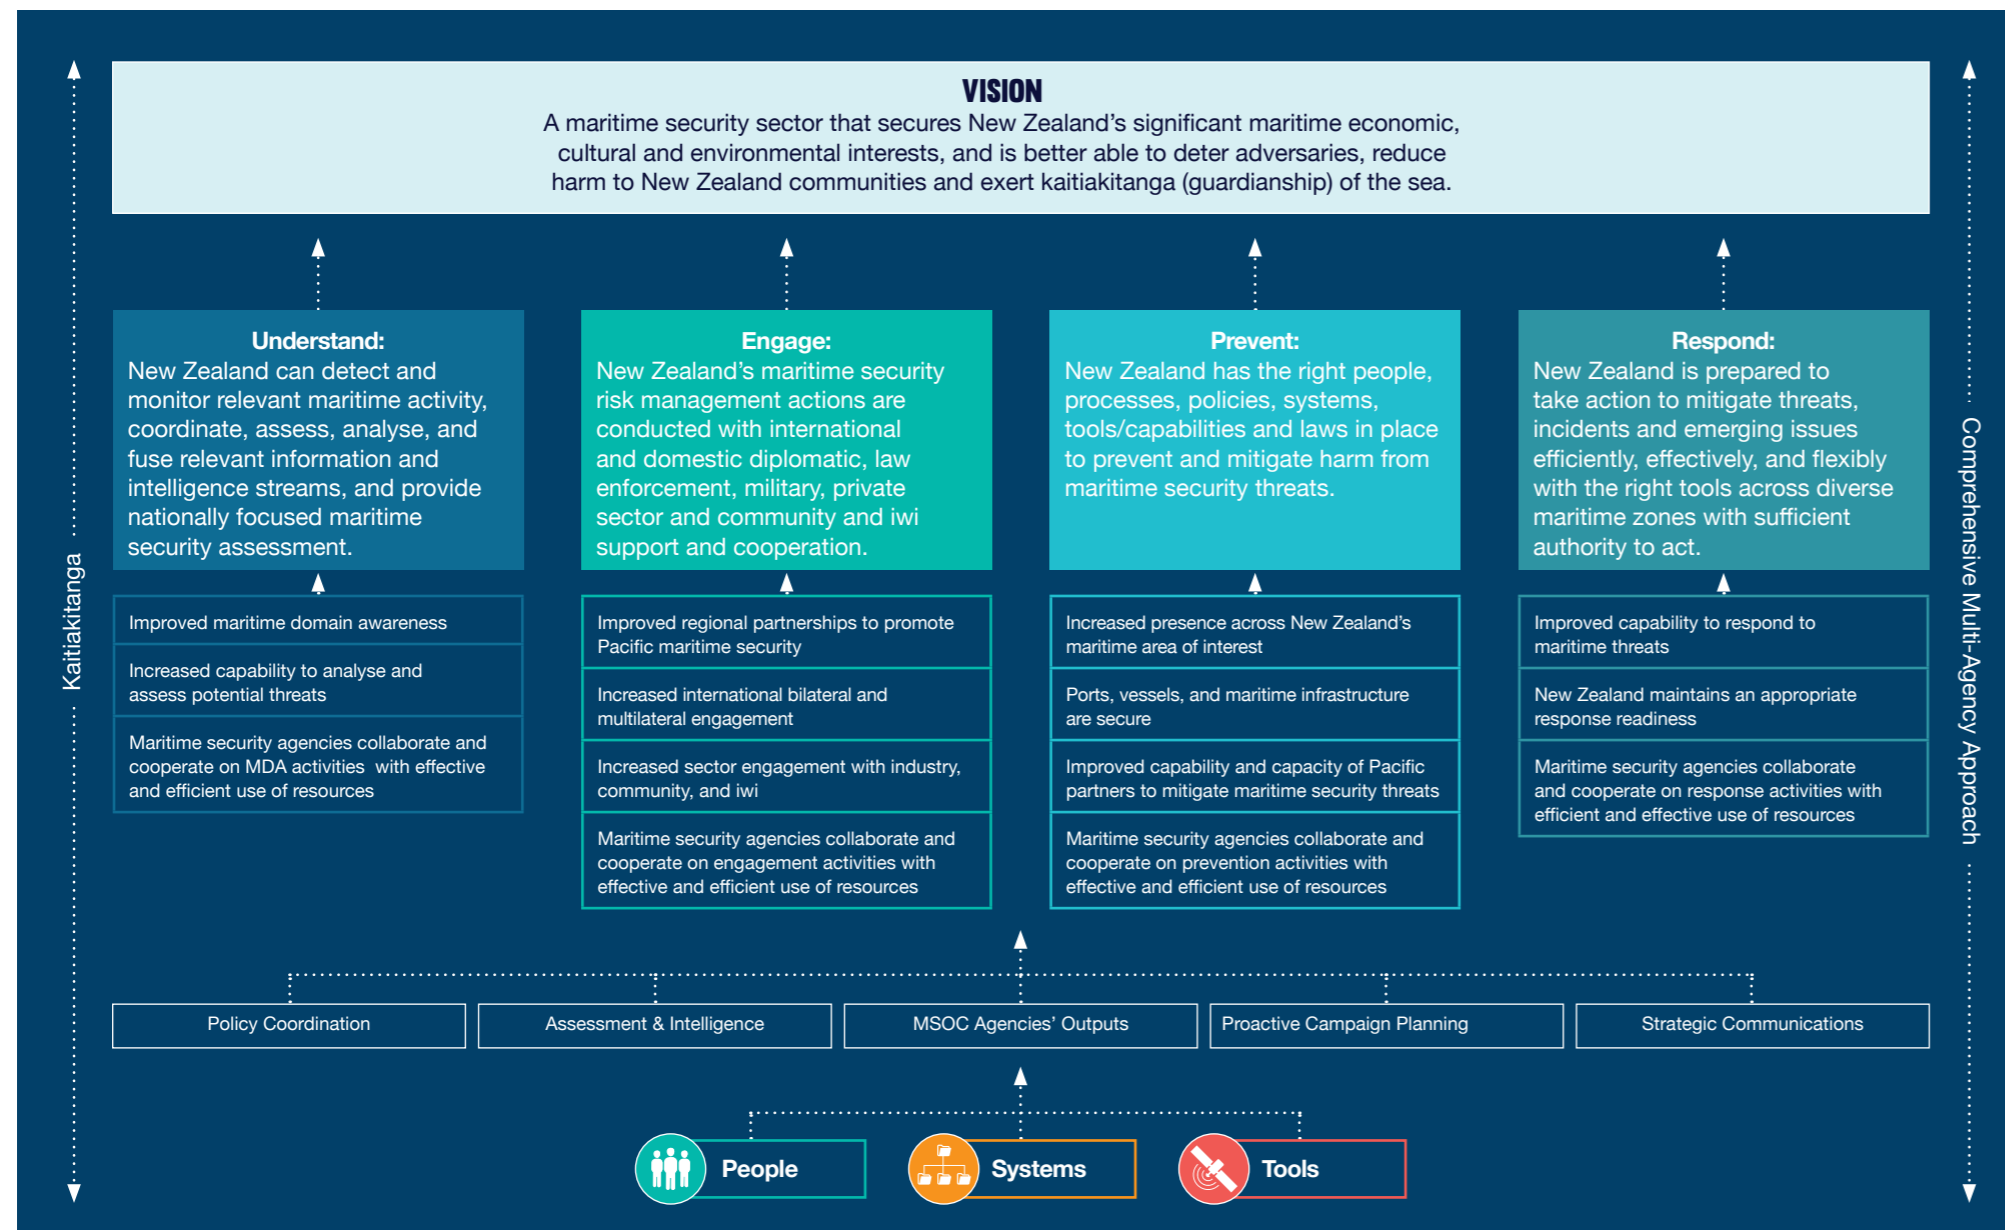 VISION
A maritime security sector that secures New Zealand’s significant maritime economic,
cultural and environmental interests, and is better able to deter adversaries, reduce
harm to New Zealand communities and exert kaitiakitanga (guardianship) of the sea.
Kaitiakitanga
Understand:
New Zealand can detect and
monitor relevant maritime activity,
coordinate, assess, analyse, and
fuse relevant information and
intelligence streams, and provide
nationally focused maritime
security assessment.
Improved maritime domain awareness
Increased capability to analyse and
assess potential threats
Maritime security agencies collaborate and
cooperate on MDA activities with effective
and efficient use of resources
Engage:
New Zealand’s maritime security
risk management actions are
conducted with international
and domestic diplomatic, law
enforcement, military, private
sector and community and iwi
support and cooperation.
Improved regional partnerships to promote
Pacific maritime security
Increased international bilateral and
multilateral engagement
Increased sector engagement with industry,
community, and iwi
Maritime security agencies collaborate and
cooperate on engagement activities with
effective and efficient use of resources
Prevent:
New Zealand has the right people,
processes, policies, systems,
tools/capabilities and laws in place
to prevent and mitigate harm from
maritime security threats.
Increased presence across New Zealand’s
maritime area of interest
Ports, vessels, and maritime infrastructure
are secure
Improved capability and capacity of Pacific
partners to mitigate maritime security threats
Maritime security agencies collaborate and
cooperate on prevention activities with
effective and efficient use of resources
Respond:
New Zealand is prepared to
take action to mitigate threats,
incidents and emerging issues
efficiently, effectively, and flexibly
with the right tools across diverse
maritime zones with sufficient
authority to act.
Improved capability to respond to
maritime threats
New Zealand maintains an appropriate
response readiness
Maritime security agencies collaborate
and cooperate on response activities with
efficient and effective use of resources
Comprehensive Multi-Agency Approach
Policy Coordination
Assessment & Intelligence
MSOC Agencies’ Outputs
Proactive Campaign Planning
Strategic Communications
People
Systems
Tools